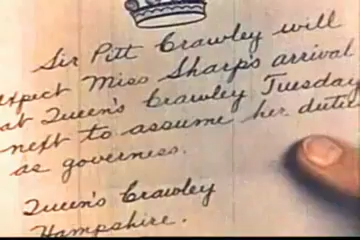 Sir Pitt Crawley will
expect Miss Sharp's arrival
at Queen's Crawley Tuesday
next to assume her duties
as governess.
Queen's Crawley
Hampshire.